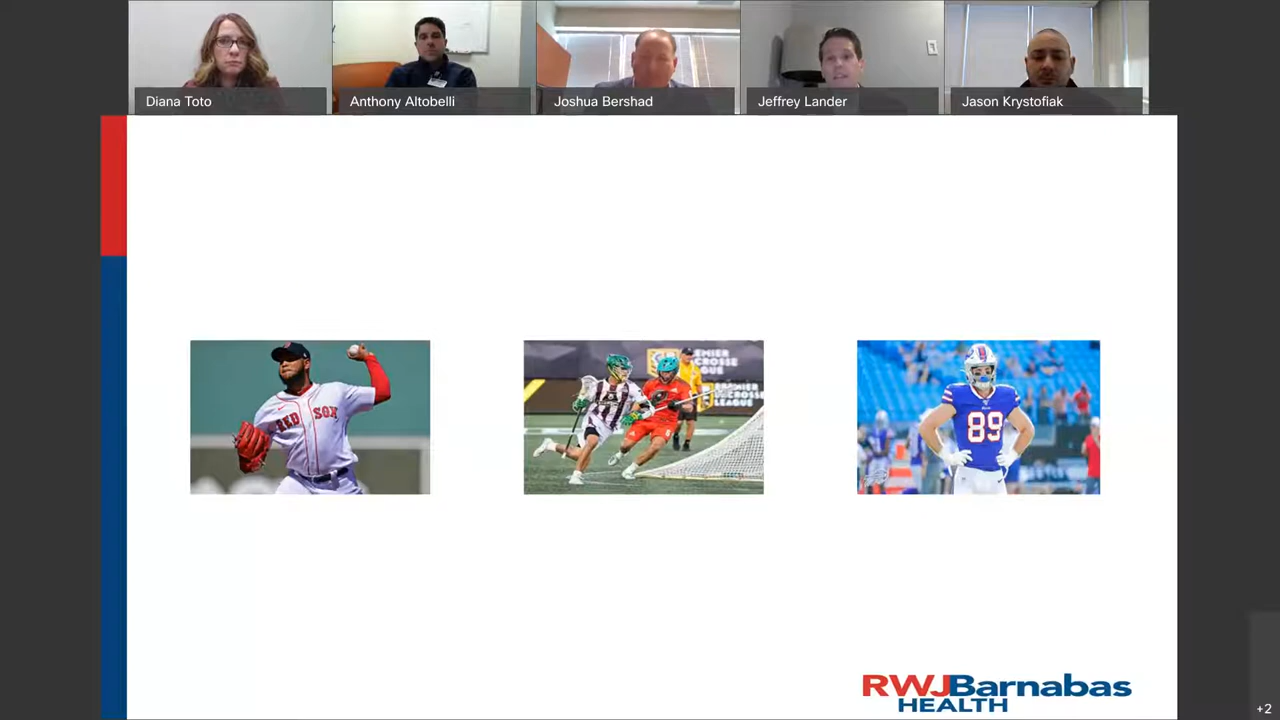 Diana Toto
Anthony Altobelli
Joshua Bershad
Jeffrey Lander
Jason Krystofiak
RED SOX
PREMIER
LACROSSE
LEAGUE
89
RWJBarnabas
HEALTH
+2